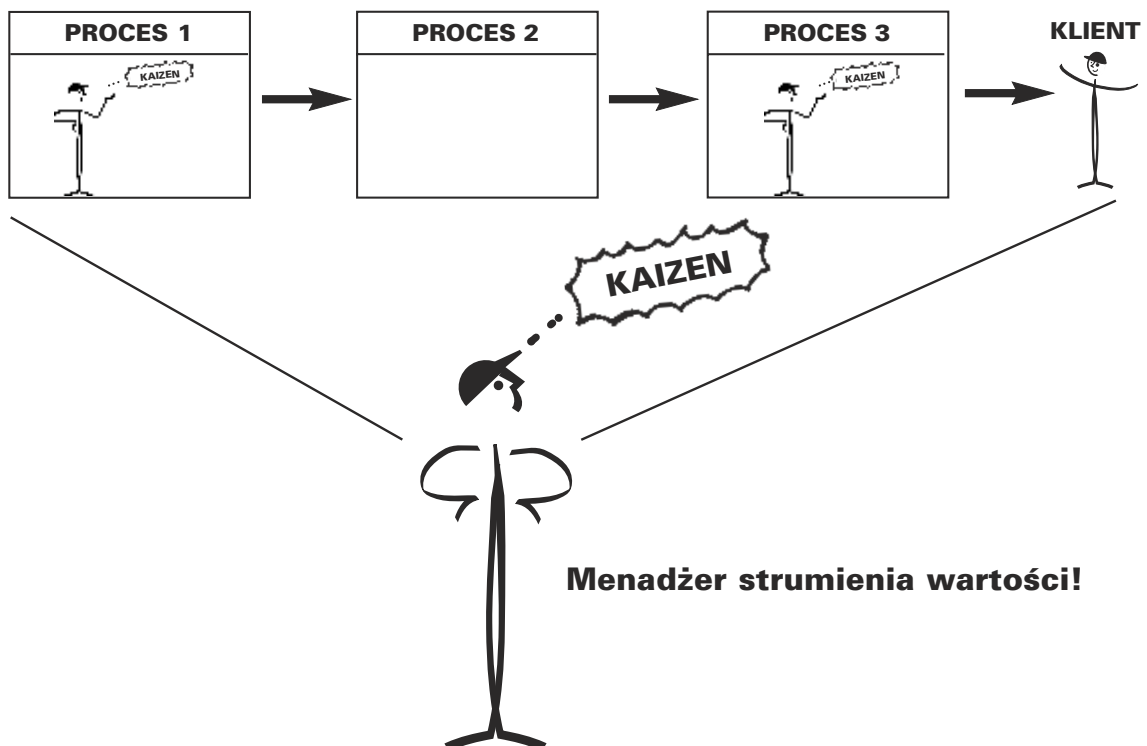 PROCES 1
PROCES 2
PROCES 3
KLIENT
KAIZEN
KAIZEN
KAIZEN
Menadżer strumienia wartości!